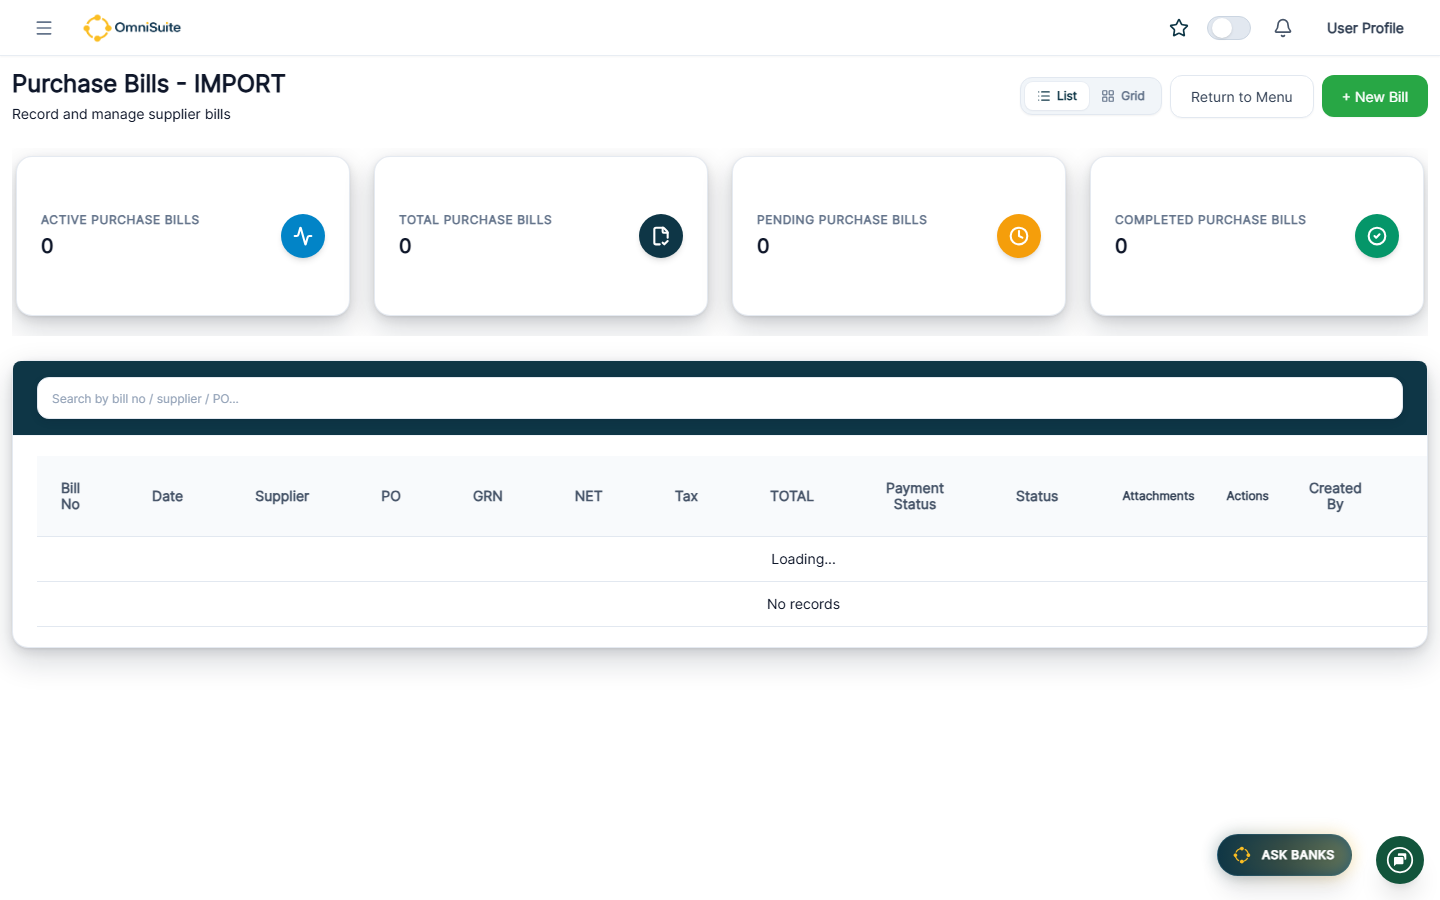 OmniSuite
User Profile
Purchase Bills - IMPORT
Record and manage supplier bills
List
Grid
Return to Menu
+ New Bill
ACTIVE PURCHASE BILLS
0
TOTAL PURCHASE BILLS
0
PENDING PURCHASE BILLS
0
COMPLETED PURCHASE BILLS
0
Search by bill no / supplier / PO...
Bill No
Date
Supplier
PO
GRN
NET
Tax
TOTAL
Payment Status
Status
Attachments
Actions
Created By
Loading...
No records
ASK BANKS